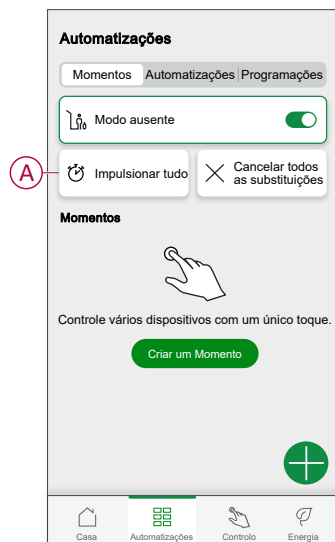 Automatizações
Momentos Automatizações Programações
Modo ausente
A
Impulsionar tudo
Cancelar todos
as substituições
Momentos
Controle vários dispositivos com um único toque.
Criar um Momento
Casa Automatizações Controlo Energia